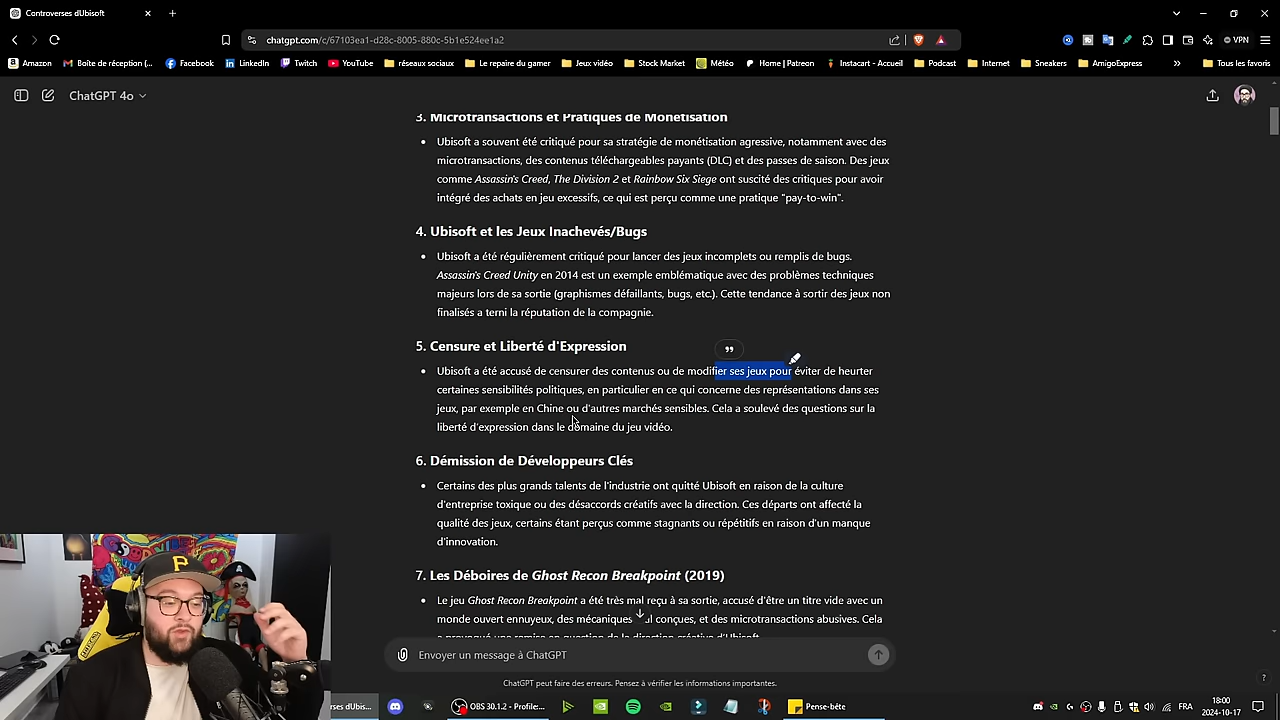 Controverses dUbisoft
chatgpt.com/c/67103ea1-d28c-8005-880c-5b1e524ee1a2
VPN
Amazon
Boîte de réception (...
Facebook
LinkedIn
Twitch
YouTube
réseaux sociaux
Le repaire du gamer
Jeux vidéo
Stock Market
Météo
Home | Patreon
Instacart - Accueil
Podcast
Internet
Sneakers
AmigoExpress
Tous les favoris
ChatGPT 4o
3. Microtransactions et Pratiques de Monétisation
• Ubisoft a souvent été critiqué pour sa stratégie de monétisation agressive, notamment avec des
microtransactions, des contenus téléchargeables payants (DLC) et des passes de saison. Des jeux
comme Assassin's Creed, The Division 2 et Rainbow Six Siege ont suscité des critiques pour avoir
intégré des achats en jeu excessifs, ce qui est perçu comme une pratique "pay-to-win".
4. Ubisoft et les Jeux Inachevés/Bugs
• Ubisoft a été régulièrement critiqué pour lancer des jeux incomplets ou remplis de bugs.
Assassin's Creed Unity en 2014 est un exemple emblématique avec des problèmes techniques
majeurs lors de sa sortie (graphismes défaillants, bugs, etc.). Cette tendance à sortir des jeux non
finalisés a terni la réputation de la compagnie.
5. Censure et Liberté d'Expression
• Ubisoft a été accusé de censurer des contenus ou de modifier ses jeux pour éviter de heurter
certaines sensibilités politiques, en particulier en ce qui concerne des représentations dans ses
jeux, par exemple en Chine ou d'autres marchés sensibles. Cela a soulevé des questions sur la
liberté d'expression dans le domaine du jeu vidéo.
6. Démission de Développeurs Clés
• Certains des plus grands talents de l'industrie ont quitté Ubisoft en raison de la culture
d'entreprise toxique ou des désaccords créatifs avec la direction. Ces départs ont affecté la
qualité des jeux, certains étant perçus comme stagnants ou répétitifs en raison d'un manque
d'innovation.
7. Les Déboires de Ghost Recon Breakpoint (2019)
• Le jeu Ghost Recon Breakpoint a été très mal reçu à sa sortie, accusé d'être un titre vide avec un
monde ouvert ennuyeux, des mécaniques mal conçues, et des microtransactions abusives. Cela
a provoqué une remise en question de la direction créative d'Ubisoft.
Envoyer un message à ChatGPT
ChatGPT peut faire des erreurs. Pensez à vérifier les informations importantes.
?
rses dUbis...
OBS 30.1.2 - Profile:...
Pense-bête
FRA
18:00
2024-10-17
P